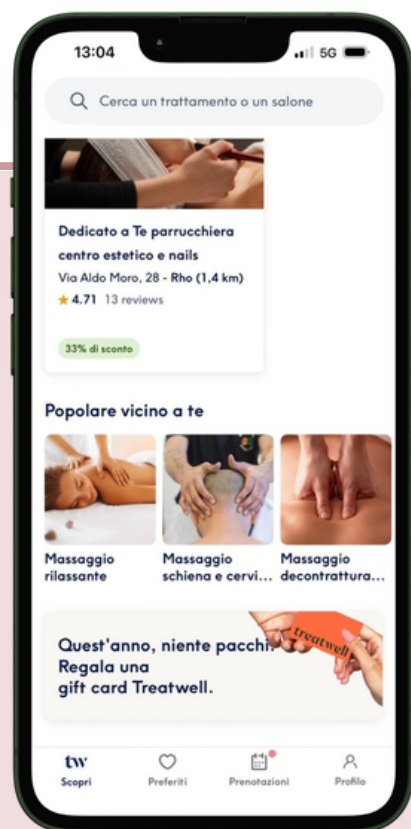 13:04
5G
Cerca un trattamento o un salone
Dedicato a Te parrucchiera
centro estetico e nails
Via Aldo Moro, 28 - Rho (1,4 km)
4.71 13 reviews
33% di sconto
Popolare vicino a te
Massaggio
rilassante
Massaggio
schiena e cervi...
Massaggio
decontrattura...
Quest'anno, niente pacchi.
Regala una
gift card Treatwell.
treatwell
tw
Scopri
Preferiti
Prenotazioni
Profilo